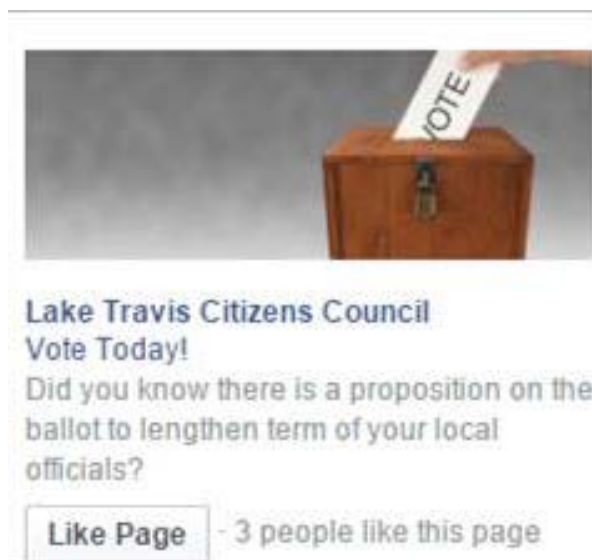 VOTE
Lake Travis Citizens Council
Vote Today!
Did you know there is a proposition on the
ballot to lengthen term of your local
officials?
Like Page · 3 people like this page